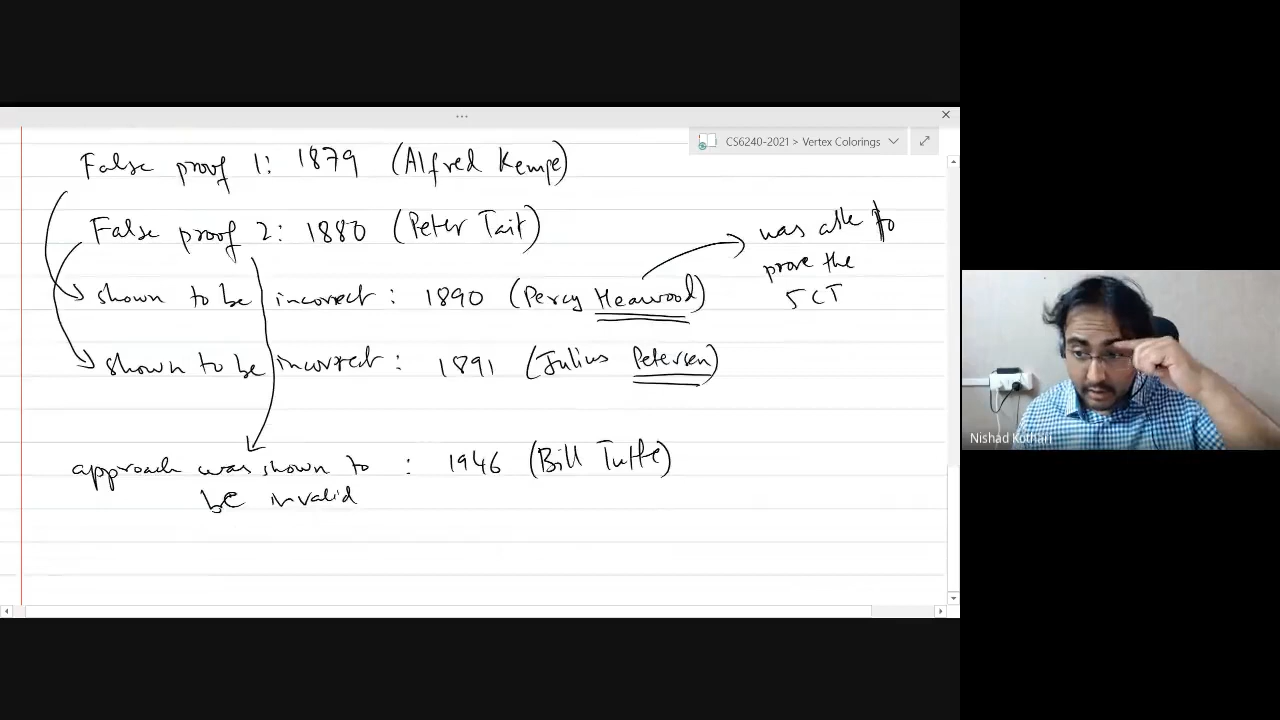 CS6240-2021 > Vertex Colorings
False proof 1: 1879 (Alfred Kempe)
False proof 2: 1880 (Peter Tait)
shown to be incorrect: 1890 (Percy Heawood)
was able to
prove the
5CT
shown to be incorrect: 1891 (Julius Petersen)
approach was shown to : 1946 (Bill Tutte)
be invalid
Nishad Kothari